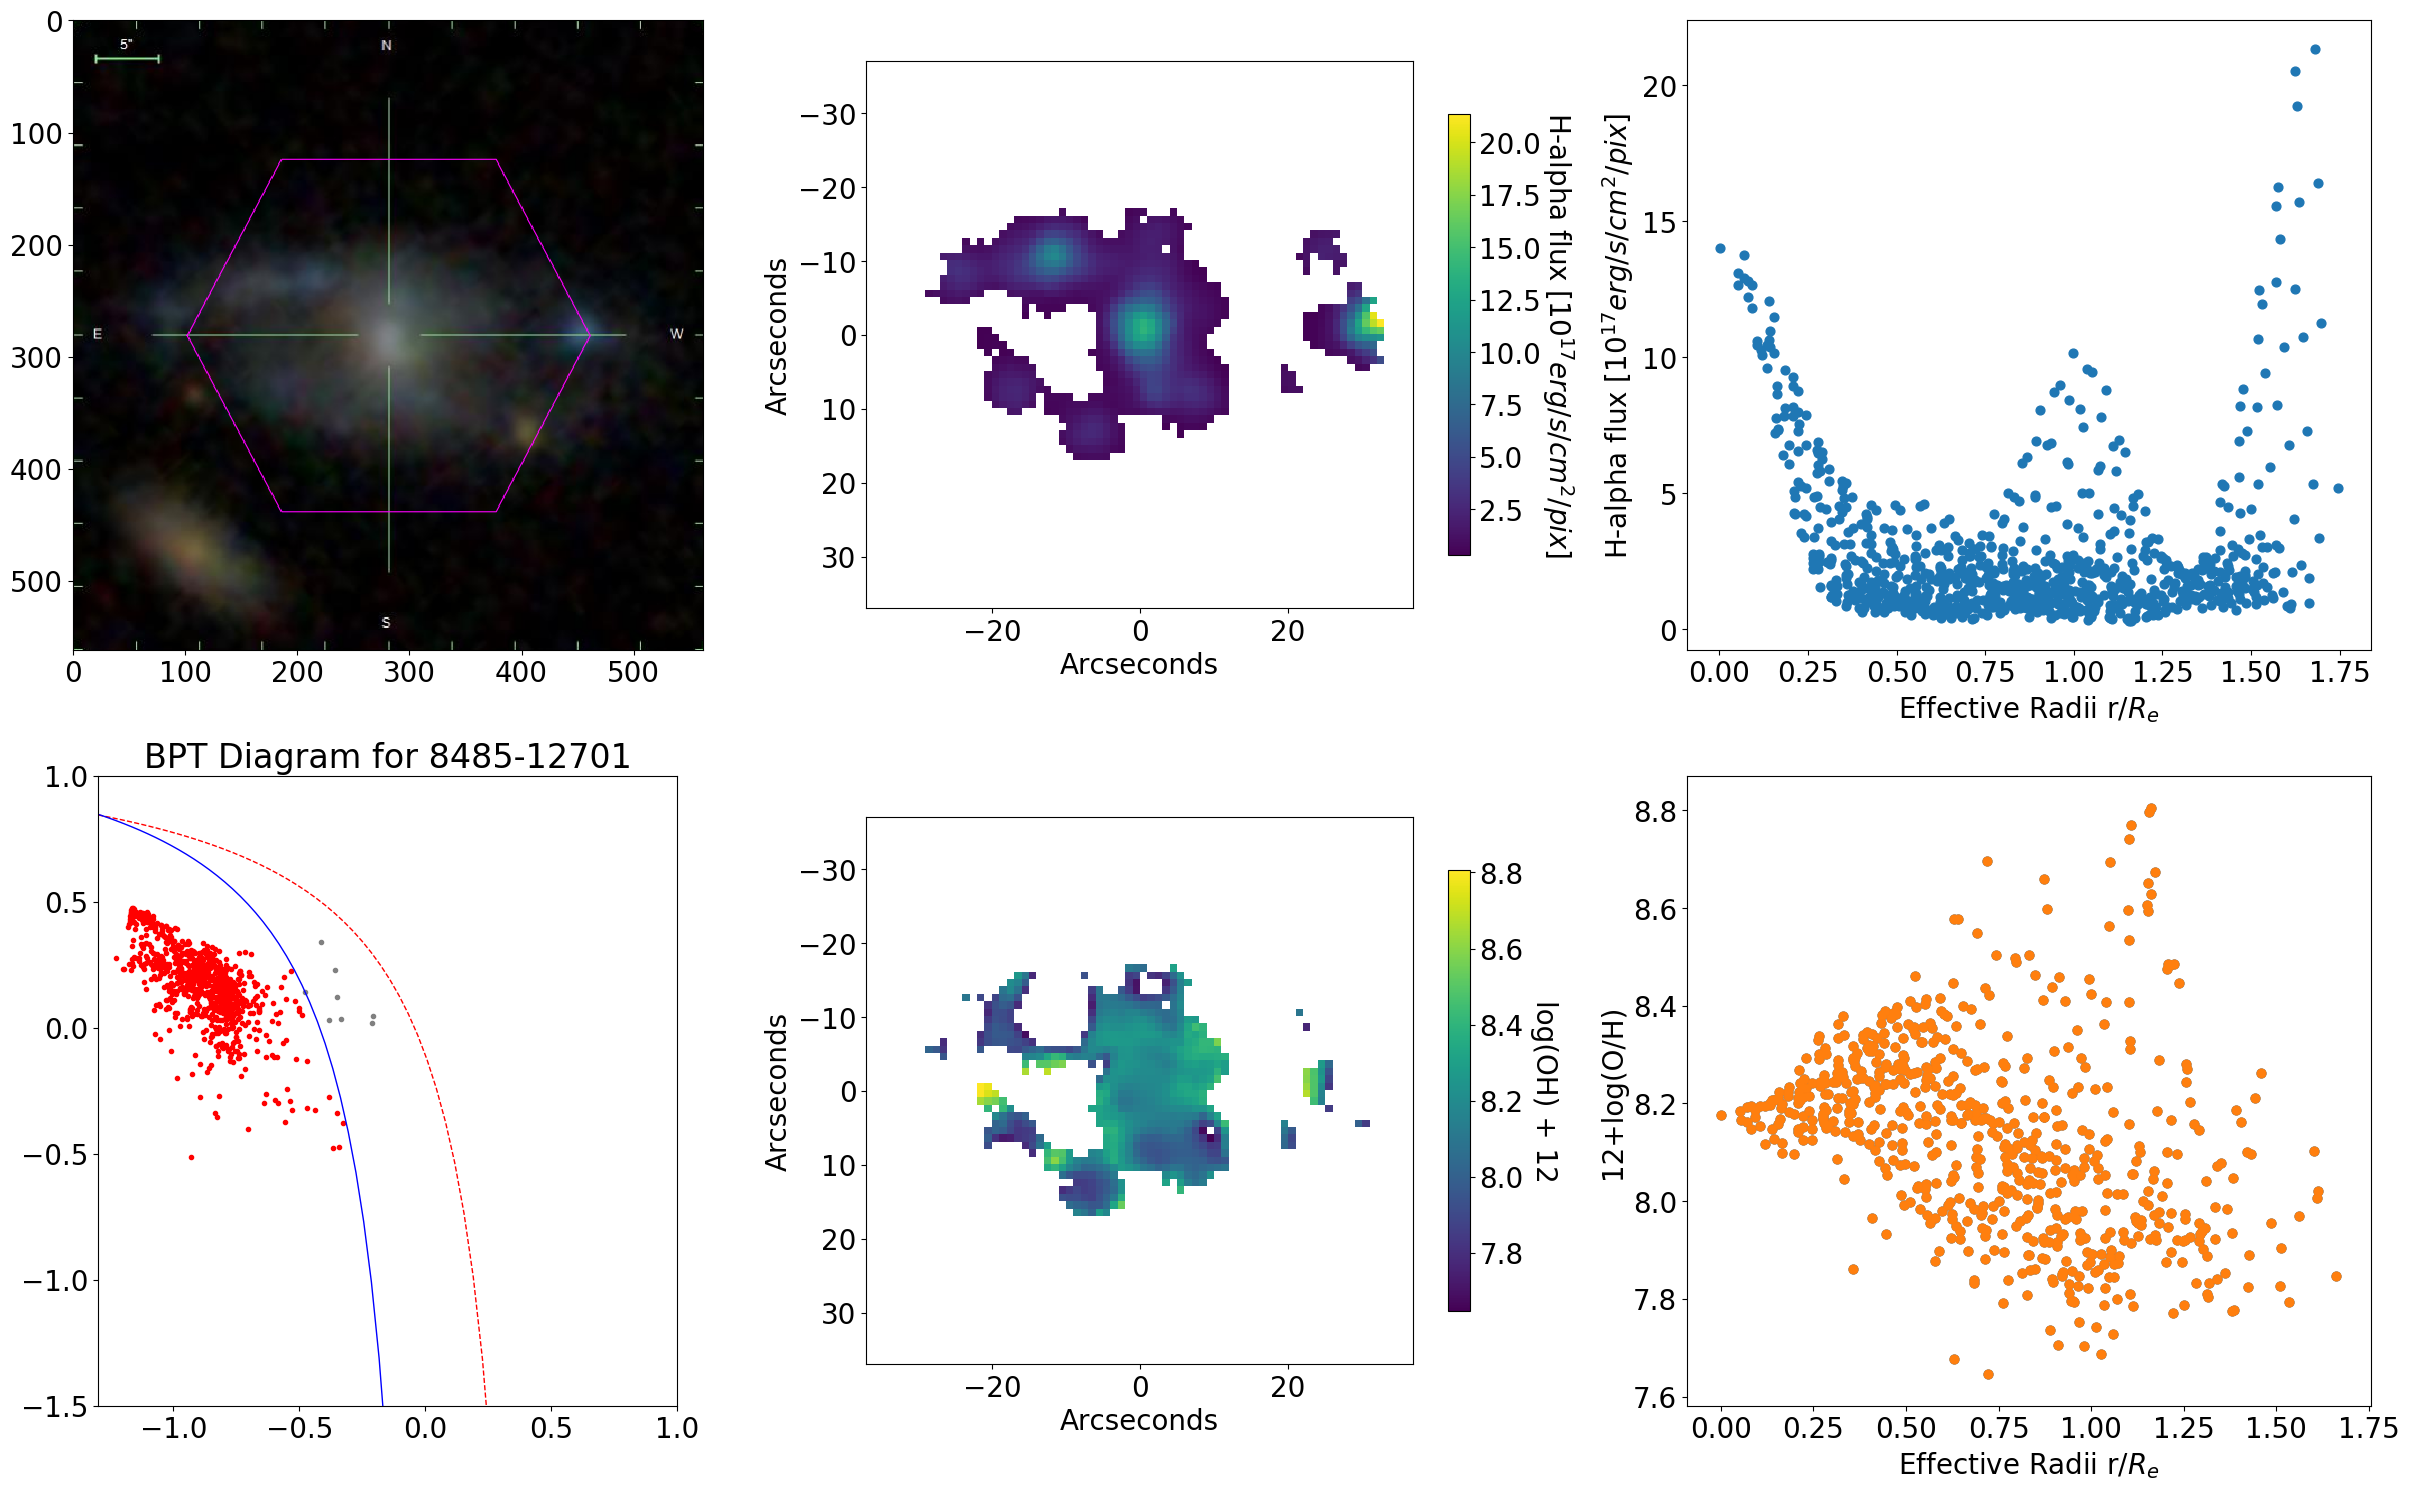 0
100
200
300
400
500
0 100 200 300 400 500
5"
N
E
W
S
−30
−20
−10
0
10
20
30
Arcseconds
−20 0 20
Arcseconds
20.0
17.5
15.0
12.5
10.0
7.5
5.0
2.5
H-alpha flux [10^17 erg/s/cm^2/pix]
H-alpha flux [10^17 erg/s/cm^2/pix]
20
15
10
5
0
0.00 0.25 0.50 0.75 1.00 1.25 1.50 1.75
Effective Radii r/R_e
BPT Diagram for 8485-12701
1.0
0.5
0.0
−0.5
−1.0
−1.5
−1.0 −0.5 0.0 0.5 1.0
−30
−20
−10
0
10
20
30
Arcseconds
−20 0 20
Arcseconds
8.8
8.6
8.4
8.2
8.0
7.8
log(OH) + 12
12+log(O/H)
8.8
8.6
8.4
8.2
8.0
7.8
7.6
0.00 0.25 0.50 0.75 1.00 1.25 1.50 1.75
Effective Radii r/R_e